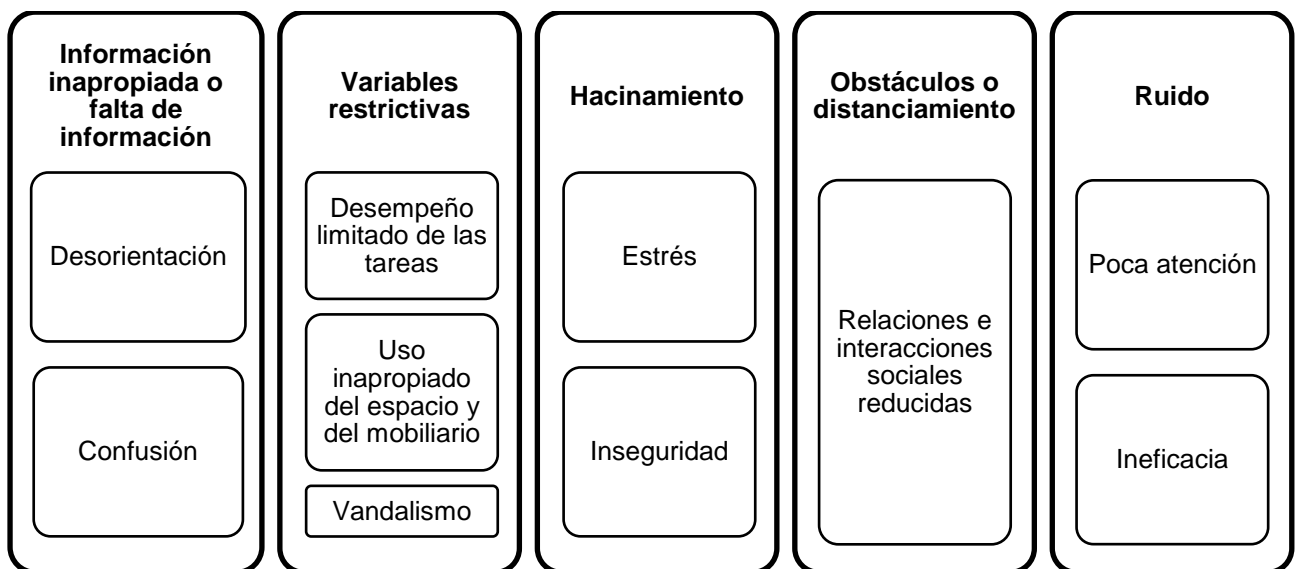 Información
inapropiada o
falta de
información
Desorientación
Confusión
Variables
restrictivas
Desempeño
limitado de las
tareas
Uso
inapropiado
del espacio y
del mobiliario
Vandalismo
Hacinamiento
Estrés
Inseguridad
Obstáculos o
distanciamiento
Relaciones e
interacciones
sociales
reducidas
Ruido
Poca atención
Ineficacia